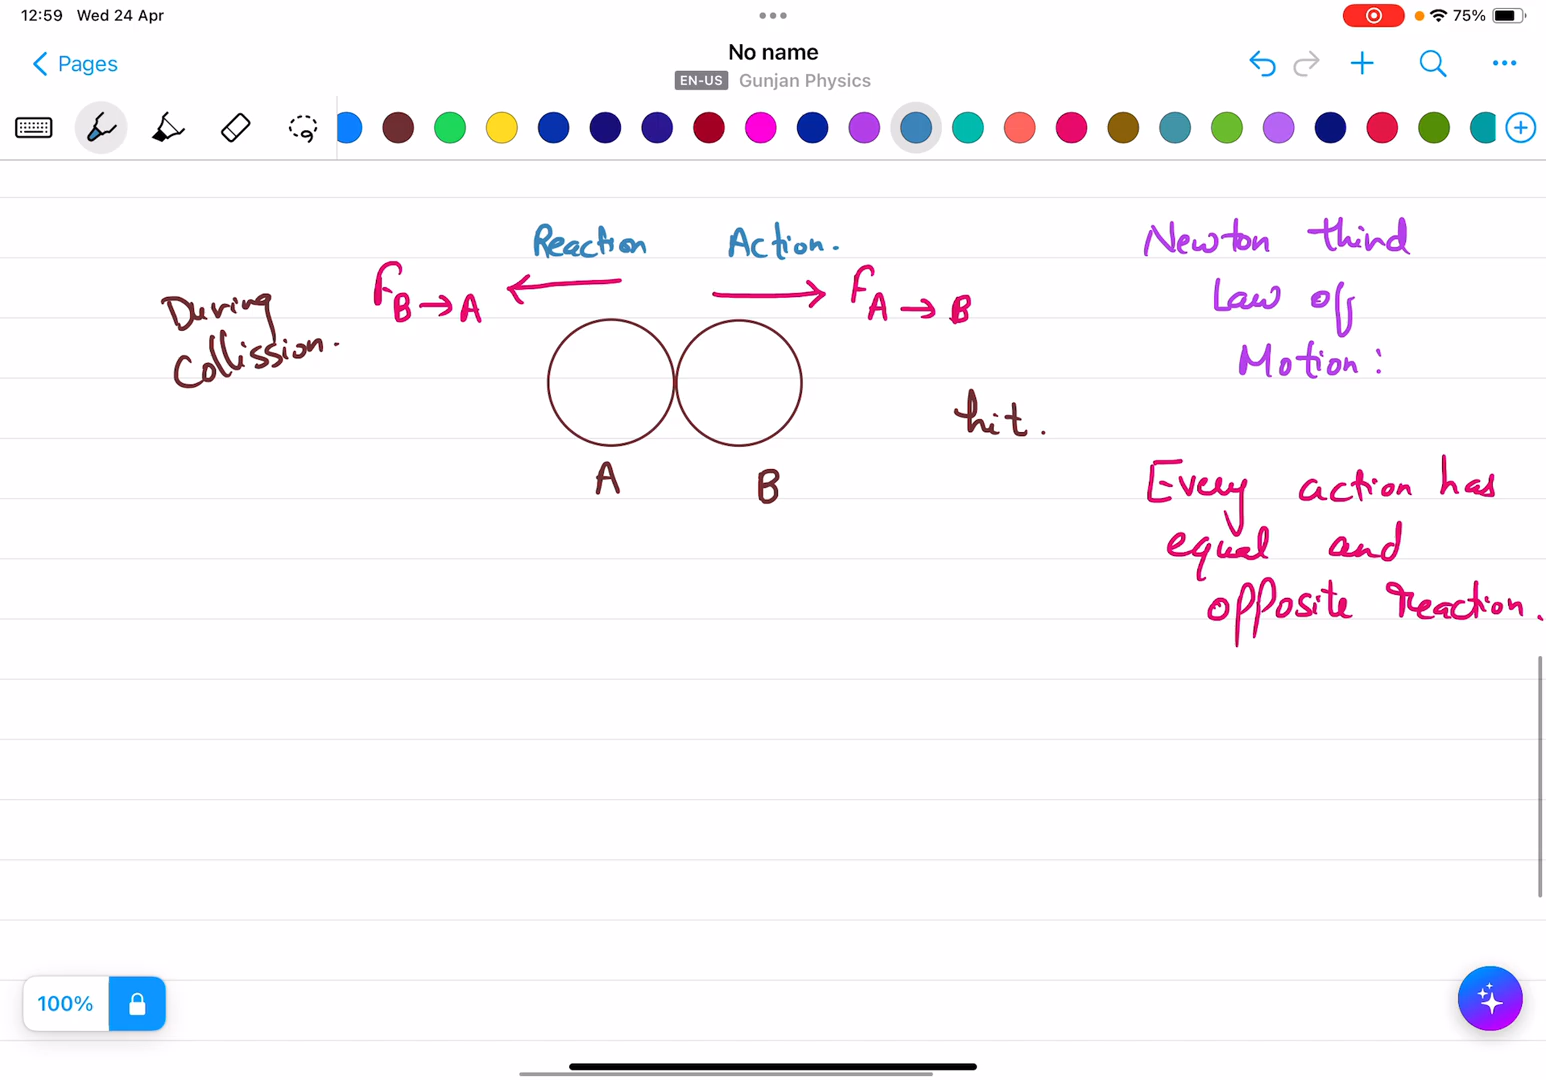 12:59 Wed 24 Apr
75%
Pages
No name
EN-US Gunjan Physics
Reaction Action.
F B → A
F A → B
During
Collission.
A B
hit.
Newton third
Law of
Motion:
Every action has
equal and
opposite reaction.
100%